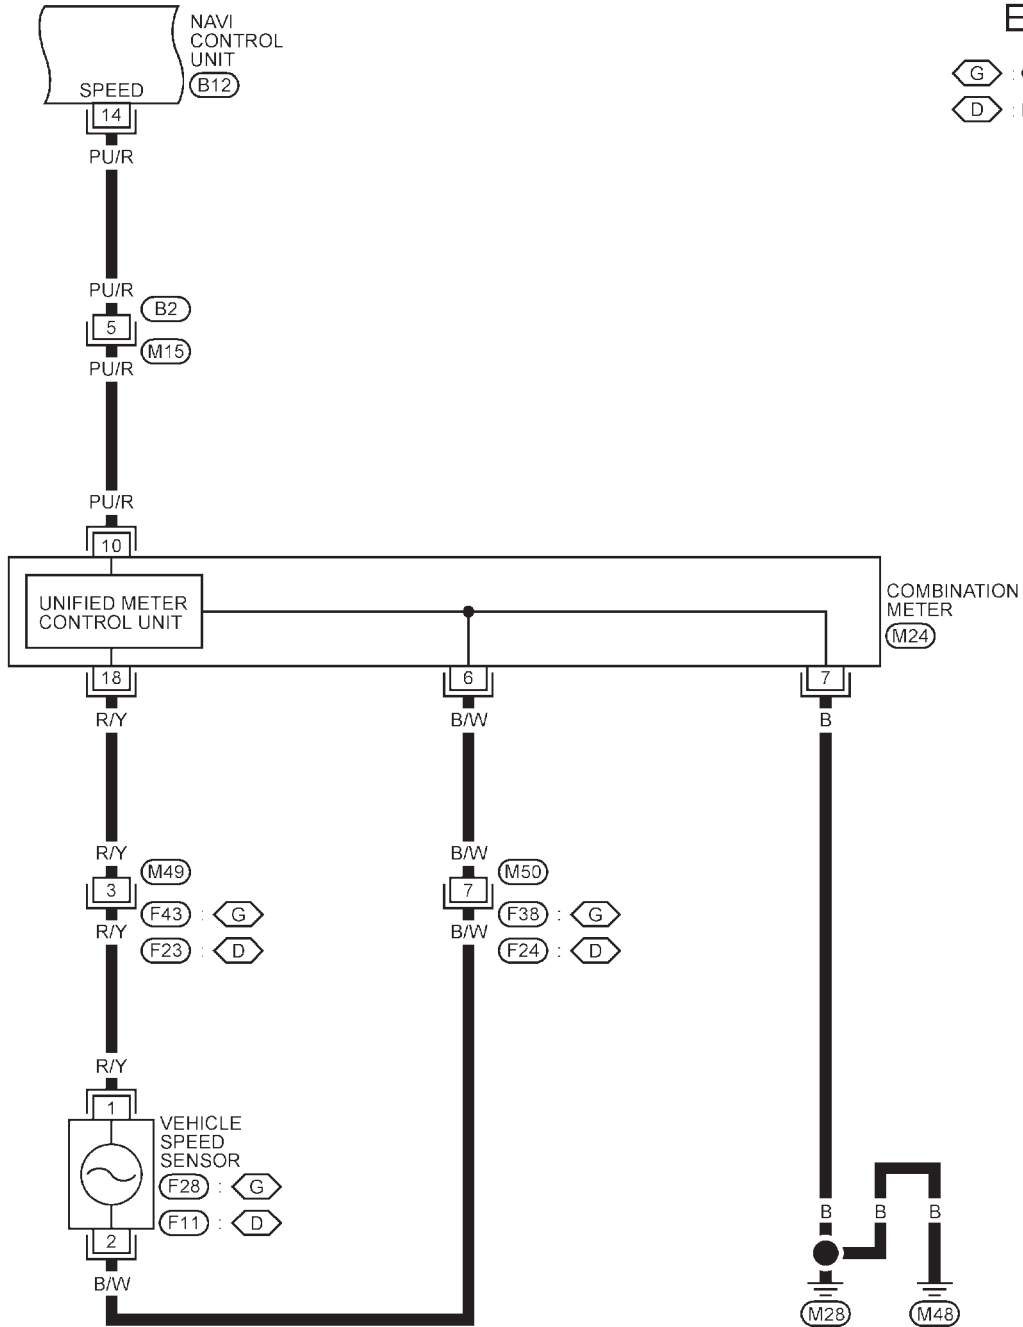 E
NAVI
CONTROL
UNIT
B12
SPEED
14
PU/R
G :
D :
PU/R
B2
5
M15
PU/R
PU/R
10
UNIFIED METER
CONTROL UNIT
COMBINATION
METER
M24
18
6
7
R/Y
B/W
B
R/Y
M49
B/W
M50
3
7
F43 : G
F38 : G
R/Y
B/W
F23 : D
F24 : D
R/Y
1
VEHICLE
SPEED
SENSOR
F28 : G
F11 : D
2
B/W
B
B
B
M28
M48